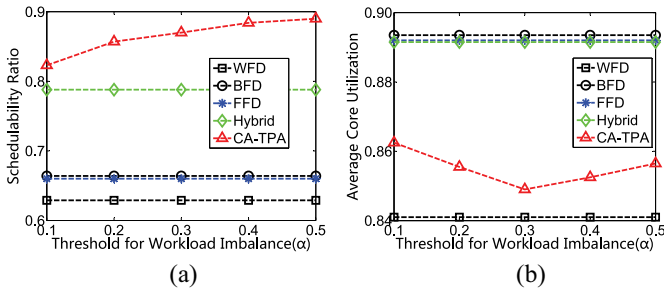 0.9
0.8
0.7
0.6
0.1
0.2
0.3
0.4
0.5
Schedulability Ratio
Threshold for Workload Imbalance(α)
WFD
BFD
FFD
Hybrid
CA-TPA
(a)
0.90
0.88
0.86
0.84
0.1
0.2
0.3
0.4
0.5
Average Core Utilization
Threshold for Workload Imbalance(α)
WFD
BFD
FFD
Hybrid
CA-TPA
(b)